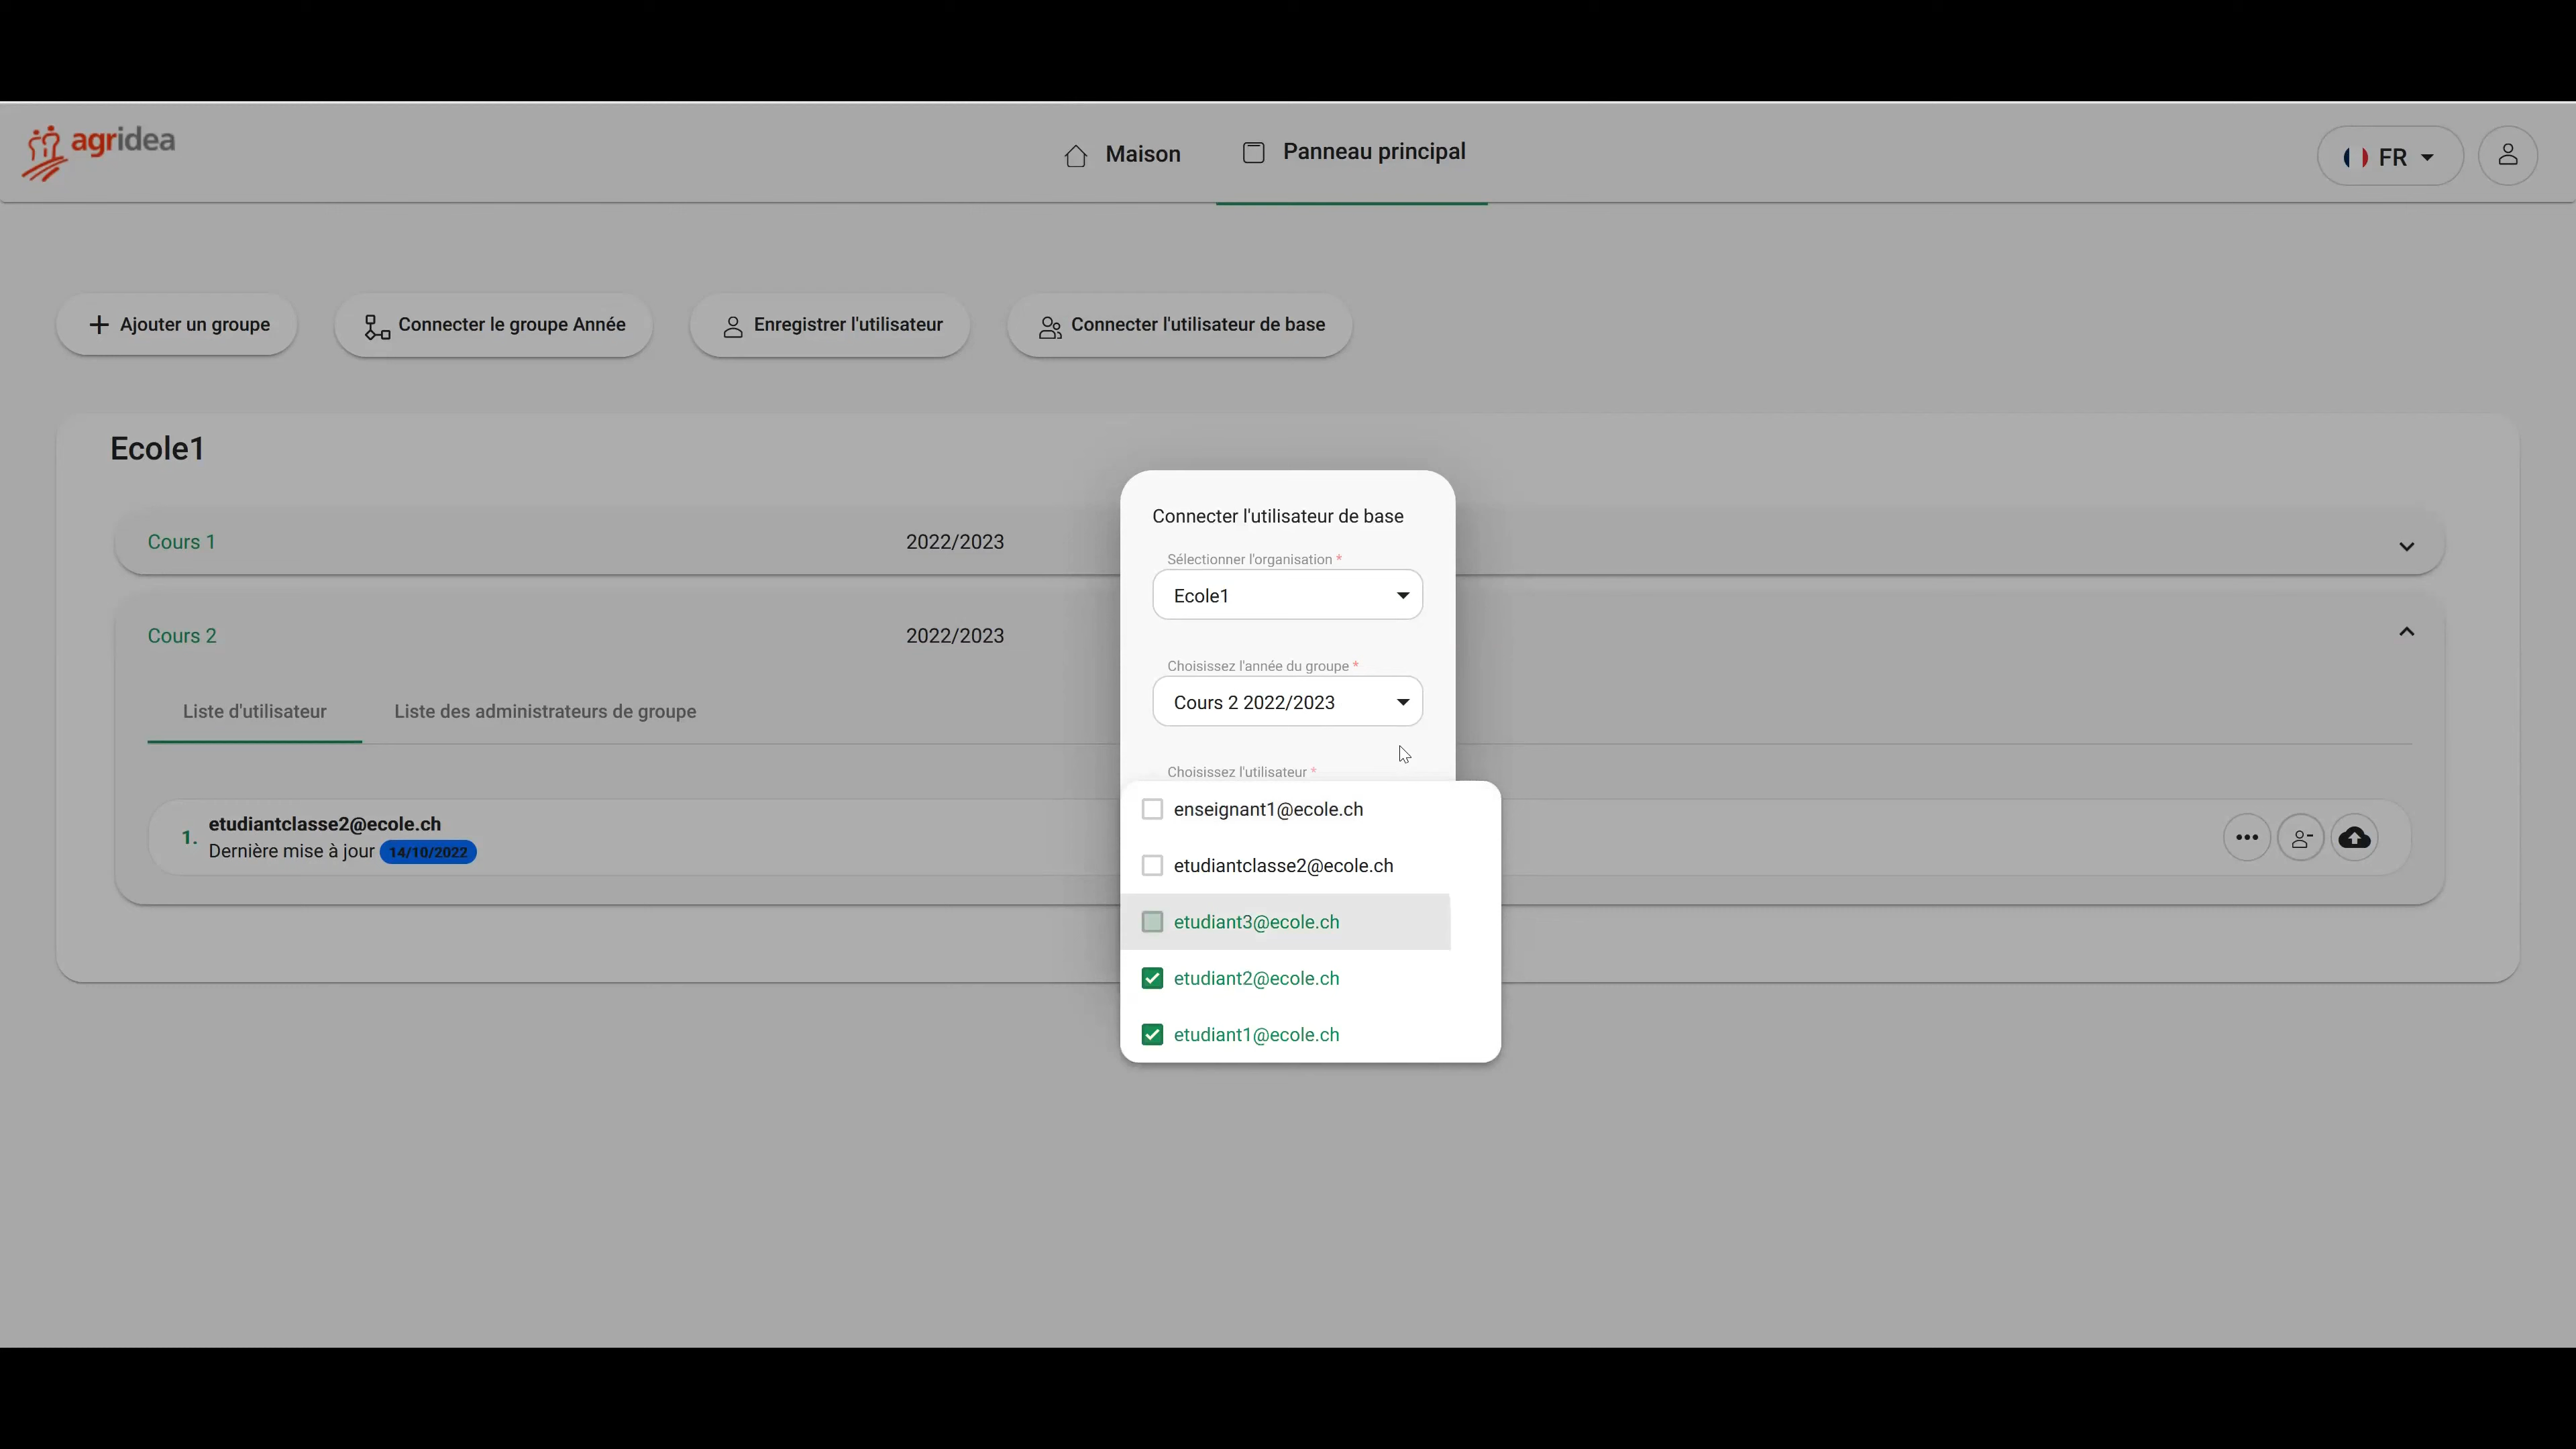 agridea
Maison
Panneau principal
FR
Ajouter un groupe
Connecter le groupe Année
Enregistrer l'utilisateur
Connecter l'utilisateur de base
Ecole1
Cours 1
2022/2023
Cours 2
2022/2023
Liste d'utilisateur
Liste des administrateurs de groupe
1.
etudiantclasse2@ecole.ch
Dernière mise à jour 14/10/2022
Connecter l'utilisateur de base
Sélectionner l'organisation *
Ecole1
Choisissez l'année du groupe *
Cours 2 2022/2023
Choisissez l'utilisateur *
enseignant1@ecole.ch
etudiantclasse2@ecole.ch
etudiant3@ecole.ch
etudiant2@ecole.ch
etudiant1@ecole.ch